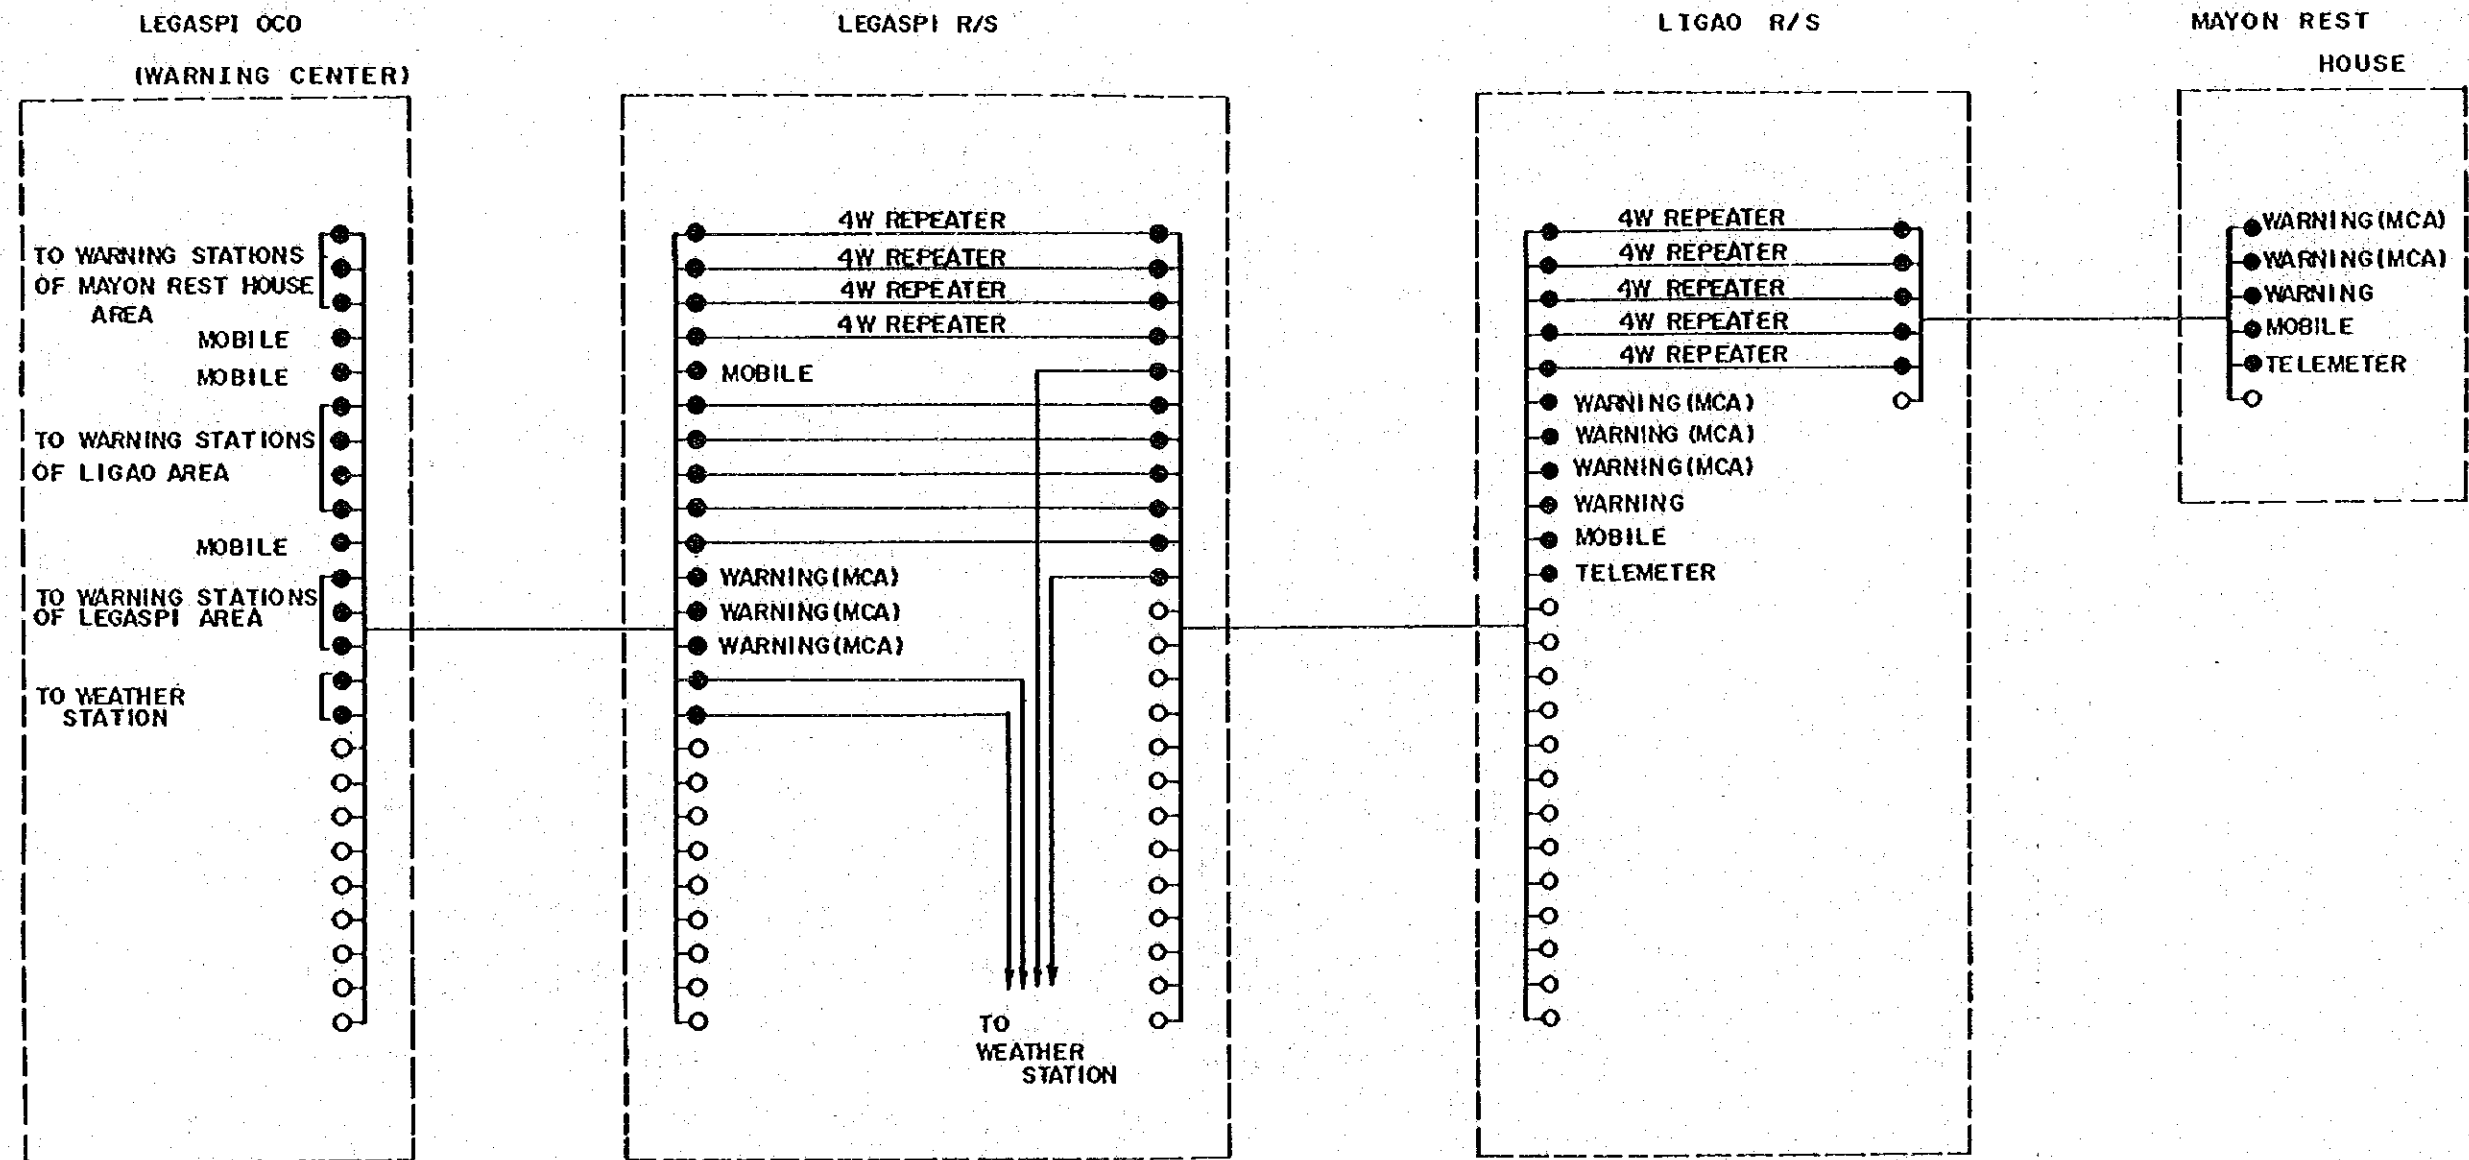 LEGASPI OCD
(WARNING CENTER)
TO WARNING STATIONS
OF MAYON REST HOUSE
AREA
MOBILE
MOBILE
TO WARNING STATIONS
OF LIGAO AREA
MOBILE
TO WARNING STATIONS
OF LEGASPI AREA
TO WEATHER
STATION
LEGASPI R/S
4W REPEATER
4W REPEATER
4W REPEATER
4W REPEATER
MOBILE
WARNING(MCA)
WARNING(MCA)
WARNING(MCA)
TO
WEATHER
STATION
LIGAO R/S
4W REPEATER
4W REPEATER
4W REPEATER
4W REPEATER
4W REPEATER
WARNING(MCA)
WARNING (MCA)
WARNING(MCA)
WARNING
MOBILE
TELEMETER
MAYON REST
HOUSE
WARNING(MCA)
WARNING(MCA)
WARNING
MOBILE
TELEMETER